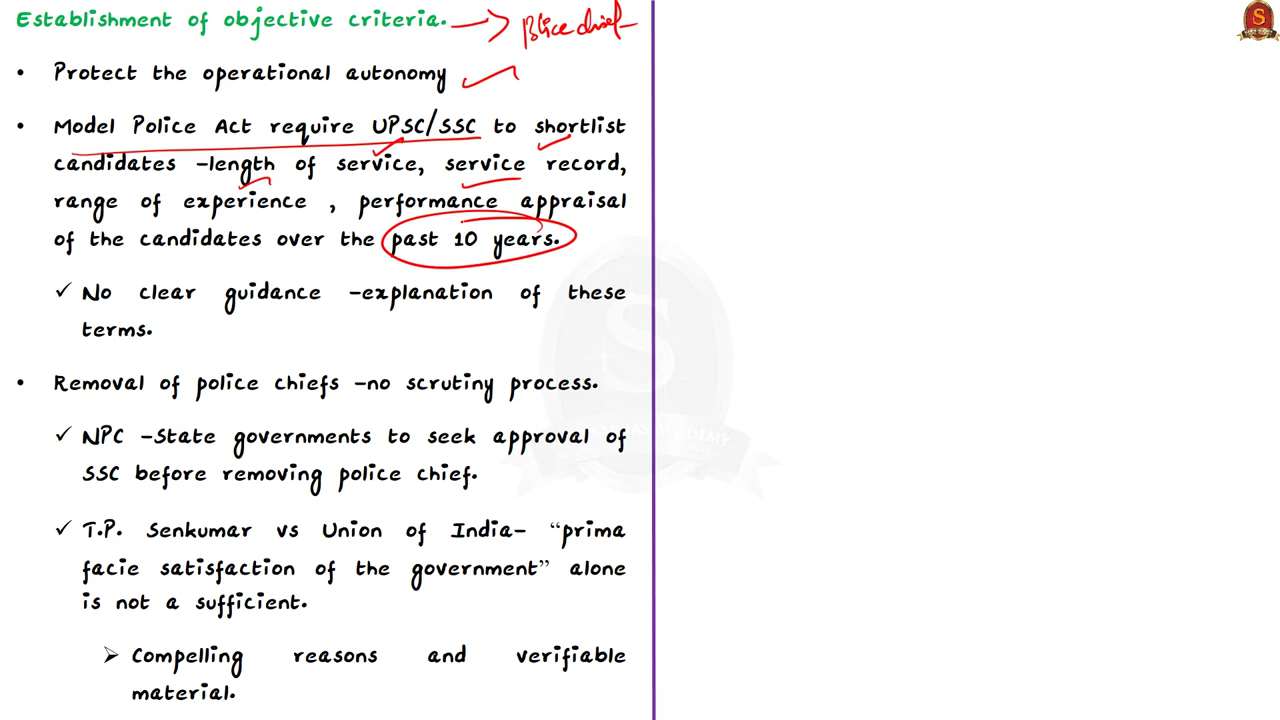 Establishment of objective criteria. → Police chief
• Protect the operational autonomy
• Model Police Act require UPSC/SSC to shortlist
candidates -length of service, service record,
range of experience , performance appraisal
of the candidates over the past 10 years.
✓ No clear guidance -explanation of these
terms.
• Removal of police chiefs -no scrutiny process.
✓ NPC -State governments to seek approval of
SSC before removing police chief.
✓ T.P. Senkumar vs Union of India- “prima
facie satisfaction of the government” alone
is not a sufficient.
➢ Compelling reasons and verifiable
material.